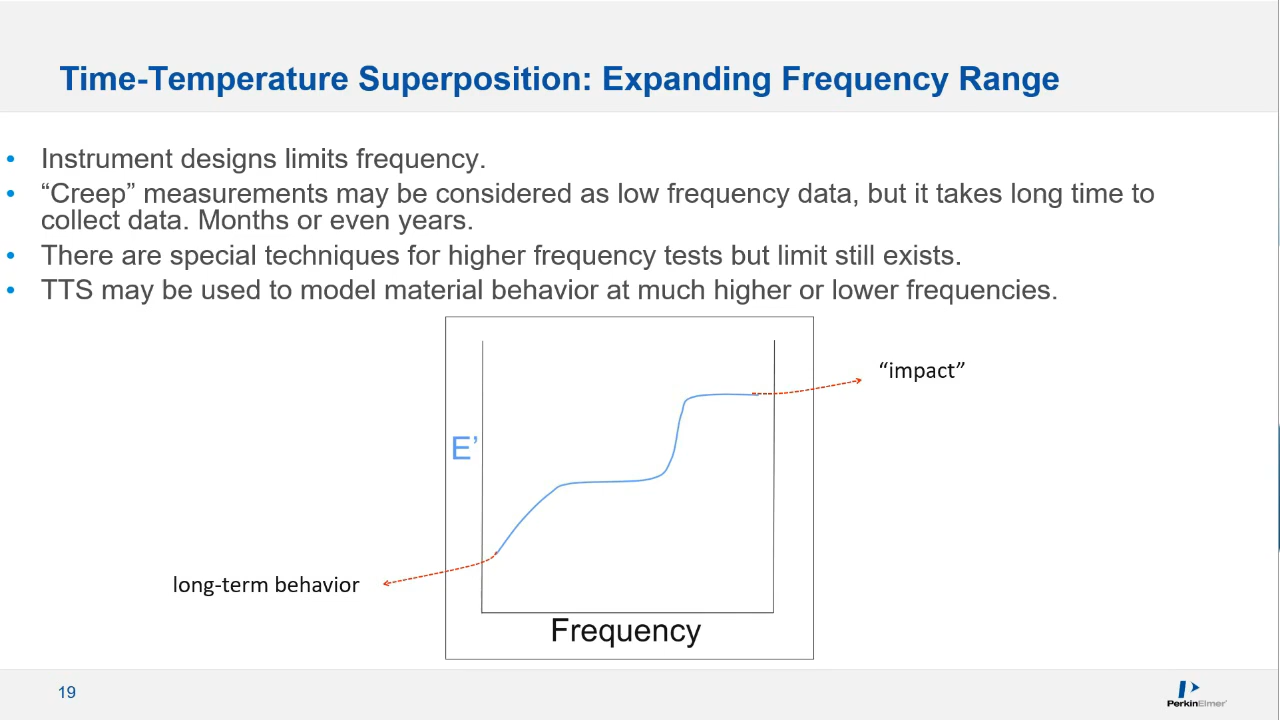 Time-Temperature Superposition: Expanding Frequency Range
• Instrument designs limits frequency.
• “Creep” measurements may be considered as low frequency data, but it takes long time to
collect data. Months or even years.
• There are special techniques for higher frequency tests but limit still exists.
• TTS may be used to model material behavior at much higher or lower frequencies.
“impact”
E’
long-term behavior
Frequency
19
PerkinElmer